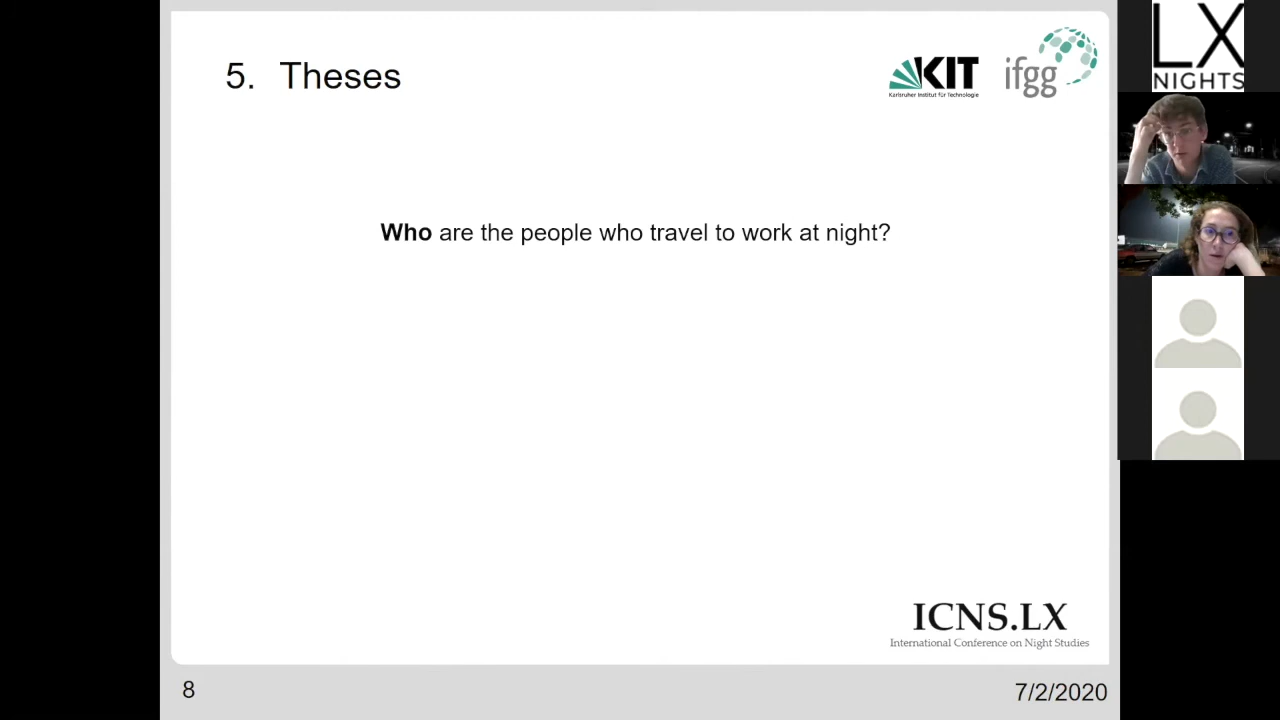 5. Theses
KIT
Karlsruher Institut für Technologie
ifgg
LX
NIGHTS
Who are the people who travel to work at night?
ICNS.LX
International Conference on Night Studies
8
7/2/2020